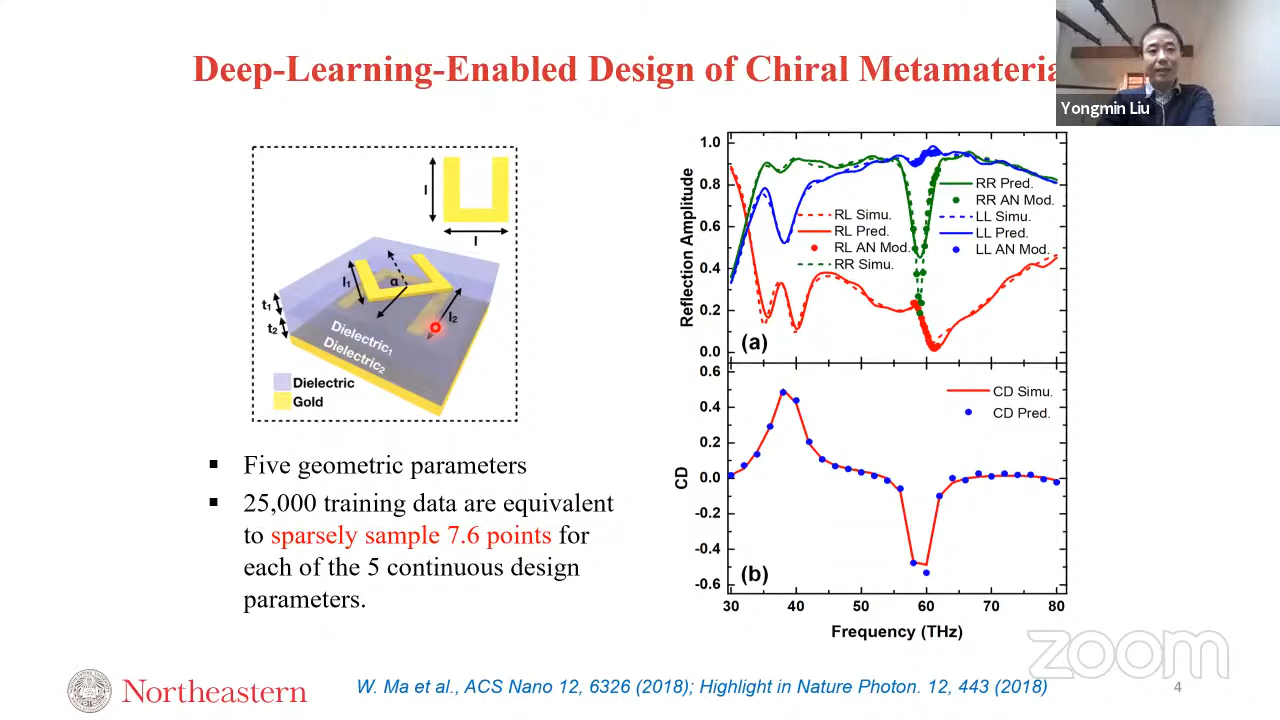 Deep-Learning-Enabled Design of Chiral Metamateria
Yongmin Liu
l
l
l₁
α
l₂
t₁
t₂
Dielectric₁
Dielectric₂
Dielectric
Gold
▪ Five geometric parameters
▪ 25,000 training data are equivalent
to sparsely sample 7.6 points for
each of the 5 continuous design
parameters.
Reflection Amplitude
1.0
0.8
0.6
0.4
0.2
0.0
RL Simu.
RL Pred.
RL AN Mod.
RR Simu.
RR Pred.
RR AN Mod.
LL Simu.
LL Pred.
LL AN Mod.
(a)
CD
0.6
0.4
0.2
0.0
-0.2
-0.4
-0.6
CD Simu.
CD Pred.
(b)
30 40 50 60 70 80
Frequency (THz)
zoom
Northeastern
W. Ma et al., ACS Nano 12, 6326 (2018); Highlight in Nature Photon. 12, 443 (2018)
4